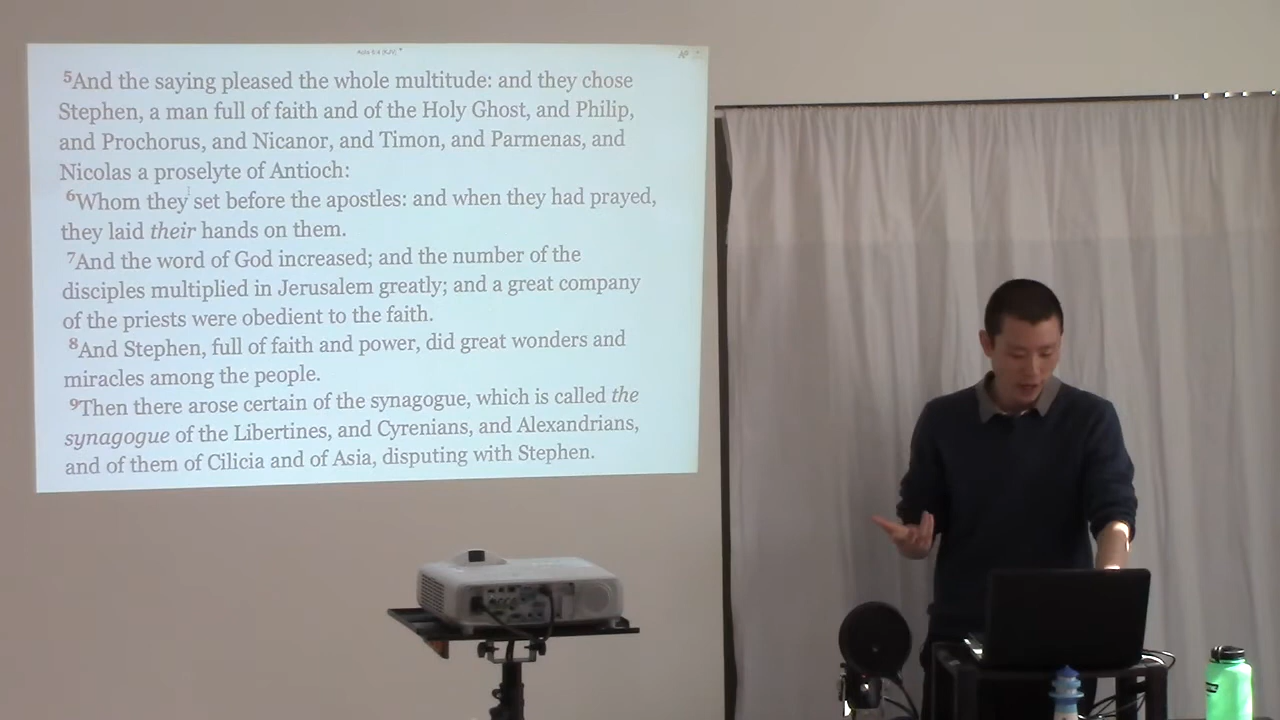 5And the saying pleased the whole multitude: and they chose
Stephen, a man full of faith and of the Holy Ghost, and Philip,
and Prochorus, and Nicanor, and Timon, and Parmenas, and
Nicolas a proselyte of Antioch:
6Whom they set before the apostles: and when they had prayed,
they laid their hands on them.
7And the word of God increased; and the number of the
disciples multiplied in Jerusalem greatly; and a great company
of the priests were obedient to the faith.
8And Stephen, full of faith and power, did great wonders and
miracles among the people.
9Then there arose certain of the synagogue, which is called the
synagogue of the Libertines, and Cyrenians, and Alexandrians,
and of them of Cilicia and of Asia, disputing with Stephen.